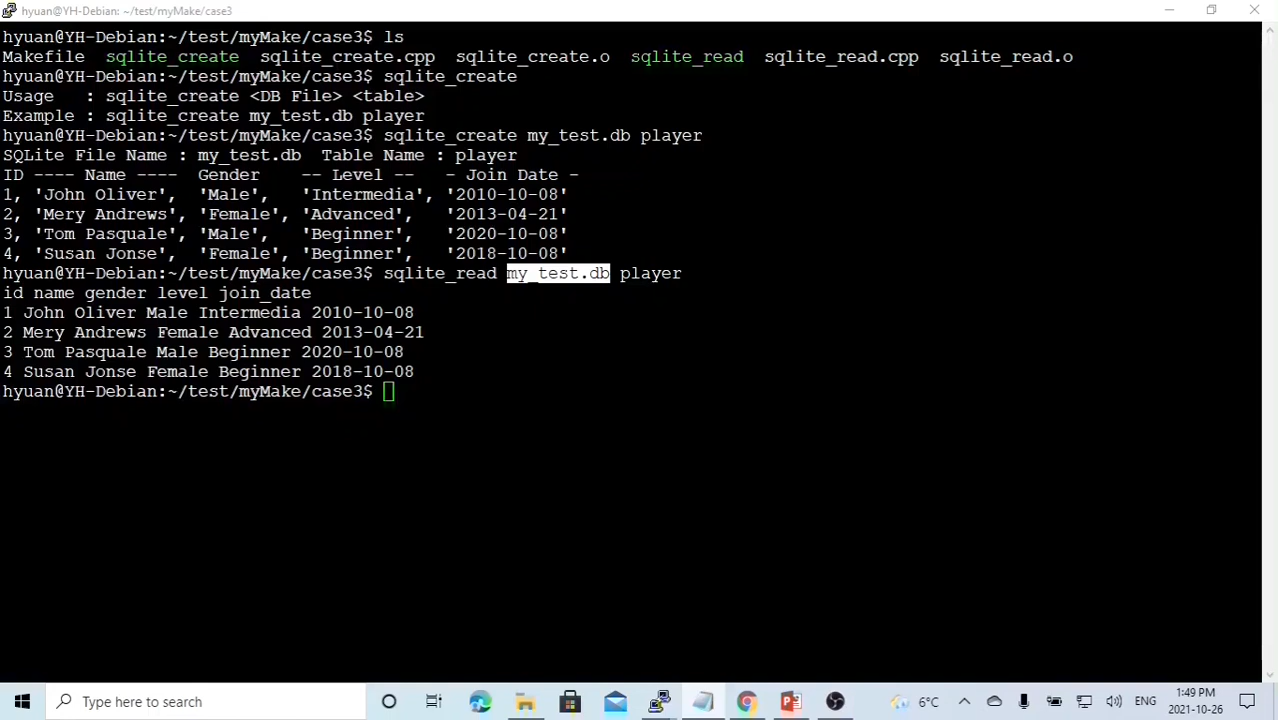 hyuan@YH-Debian: ~/test/myMake/case3
hyuan@YH-Debian:~/test/myMake/case3$ ls
Makefile sqlite_create sqlite_create.cpp sqlite_create.o sqlite_read sqlite_read.cpp sqlite_read.o
hyuan@YH-Debian:~/test/myMake/case3$ sqlite_create
Usage : sqlite_create <DB File> <table>
Example : sqlite_create my_test.db player
hyuan@YH-Debian:~/test/myMake/case3$ sqlite_create my_test.db player
SQLite File Name : my_test.db Table Name : player
ID ---- Name ---- Gender -- Level -- - Join Date -
1, 'John Oliver', 'Male', 'Intermedia', '2010-10-08'
2, 'Mery Andrews', 'Female', 'Advanced', '2013-04-21'
3, 'Tom Pasquale', 'Male', 'Beginner', '2020-10-08'
4, 'Susan Jonse', 'Female', 'Beginner', '2018-10-08'
hyuan@YH-Debian:~/test/myMake/case3$ sqlite_read my_test.db player
id name gender level join_date
1 John Oliver Male Intermedia 2010-10-08
2 Mery Andrews Female Advanced 2013-04-21
3 Tom Pasquale Male Beginner 2020-10-08
4 Susan Jonse Female Beginner 2018-10-08
hyuan@YH-Debian:~/test/myMake/case3$
Type here to search
6°C
ENG
1:49 PM
2021-10-26